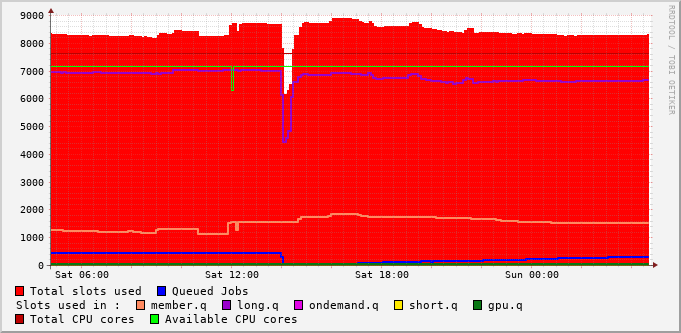 9000
8000
7000
6000
5000
4000
3000
2000
1000
0
Sat 06:00 Sat 12:00 Sat 18:00 Sun 00:00
Total slots used Queued Jobs
Slots used in : member.q long.q ondemand.q short.q gpu.q
Total CPU cores Available CPU cores
RRDTOOL / TOBI OETIKER